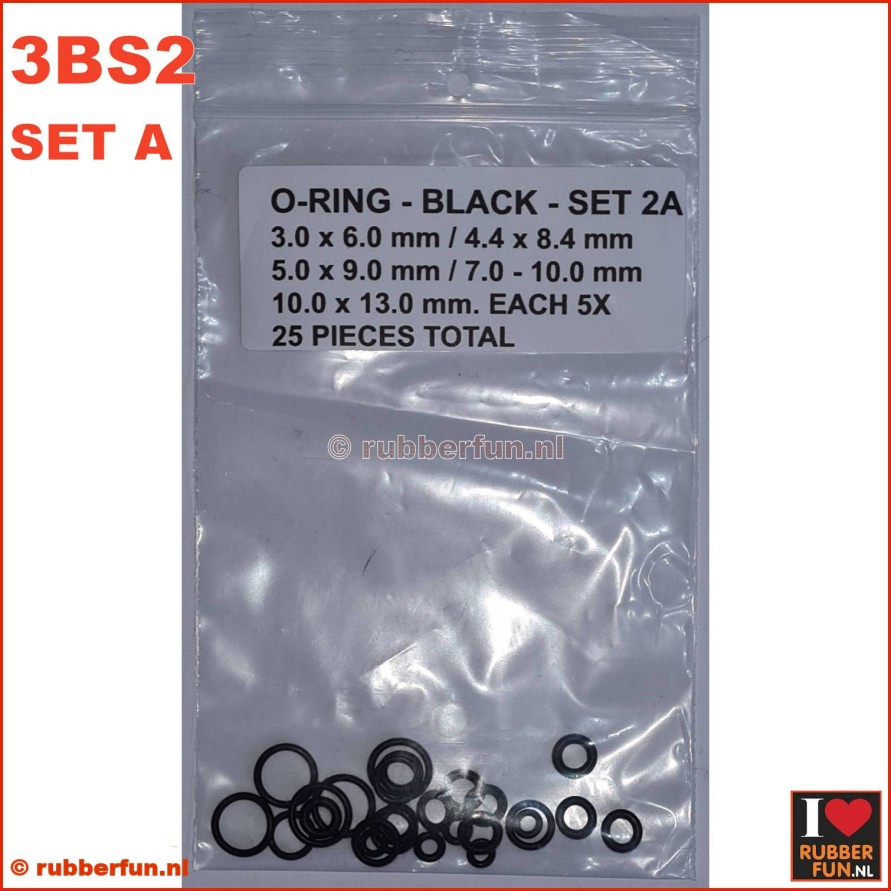 3BS2
SET A
O-RING - BLACK - SET 2A
3.0 x 6.0 mm / 4.4 x 8.4 mm
5.0 x 9.0 mm / 7.0 - 10.0 mm
10.0 x 13.0 mm. EACH 5X
25 PIECES TOTAL
© rubberfun.nl
I ❤
RUBBER
FUN.NL
© rubberfun.nl